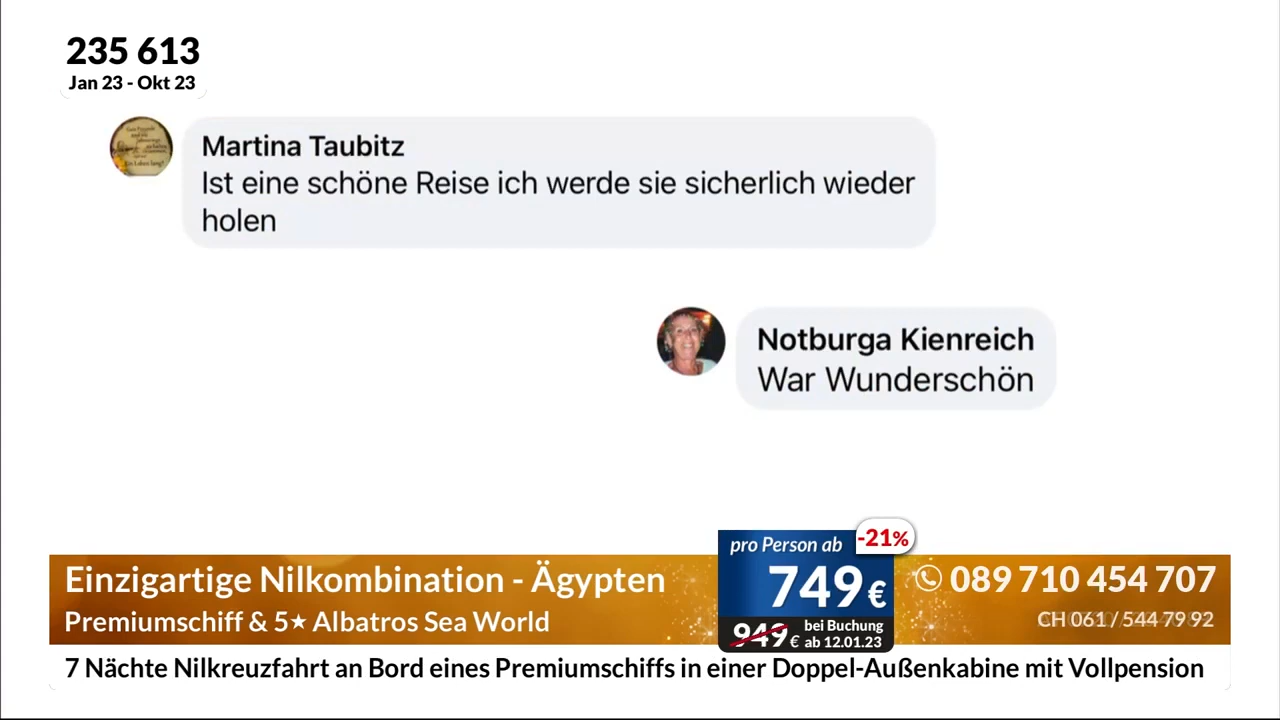 235 613
Jan 23 - Okt 23
Martina Taubitz
Ist eine schöne Reise ich werde sie sicherlich wieder
holen
Notburga Kienreich
War Wunderschön
pro Person ab
-21%
749€
949€
bei Buchung
ab 12.01.23
Einzigartige Nilkombination - Ägypten
Premiumschiff & 5★ Albatros Sea World
089 710 454 707
CH 061 / 544 79 92
7 Nächte Nilkreuzfahrt an Bord eines Premiumschiffs in einer Doppel-Außenkabine mit Vollpension